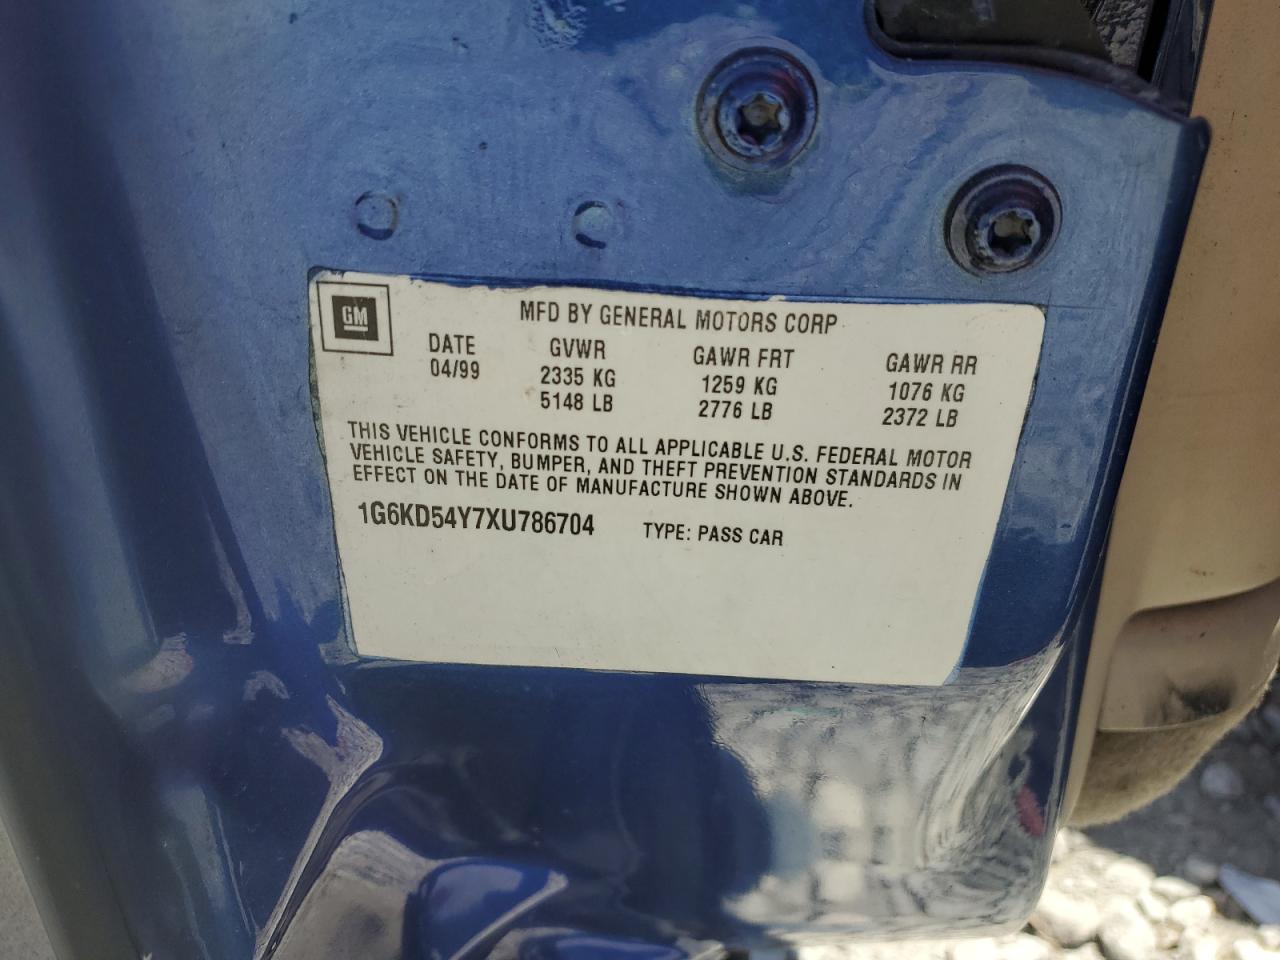 GM
MFD BY GENERAL MOTORS CORP
DATE GVWR GAWR FRT GAWR RR
04/99 2335 KG 1259 KG 1076 KG
5148 LB 2776 LB 2372 LB
THIS VEHICLE CONFORMS TO ALL APPLICABLE U.S. FEDERAL MOTOR
VEHICLE SAFETY, BUMPER, AND THEFT PREVENTION STANDARDS IN
EFFECT ON THE DATE OF MANUFACTURE SHOWN ABOVE.
1G6KD54Y7XU786704 TYPE: PASS CAR